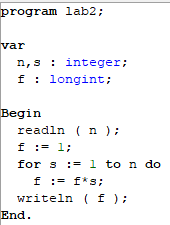 program lab2;
var
n,s : integer;
f : longint;
Begin
readln ( n );
f := 1;
for s := 1 to n do
f := f*s;
writeln ( f );
End.